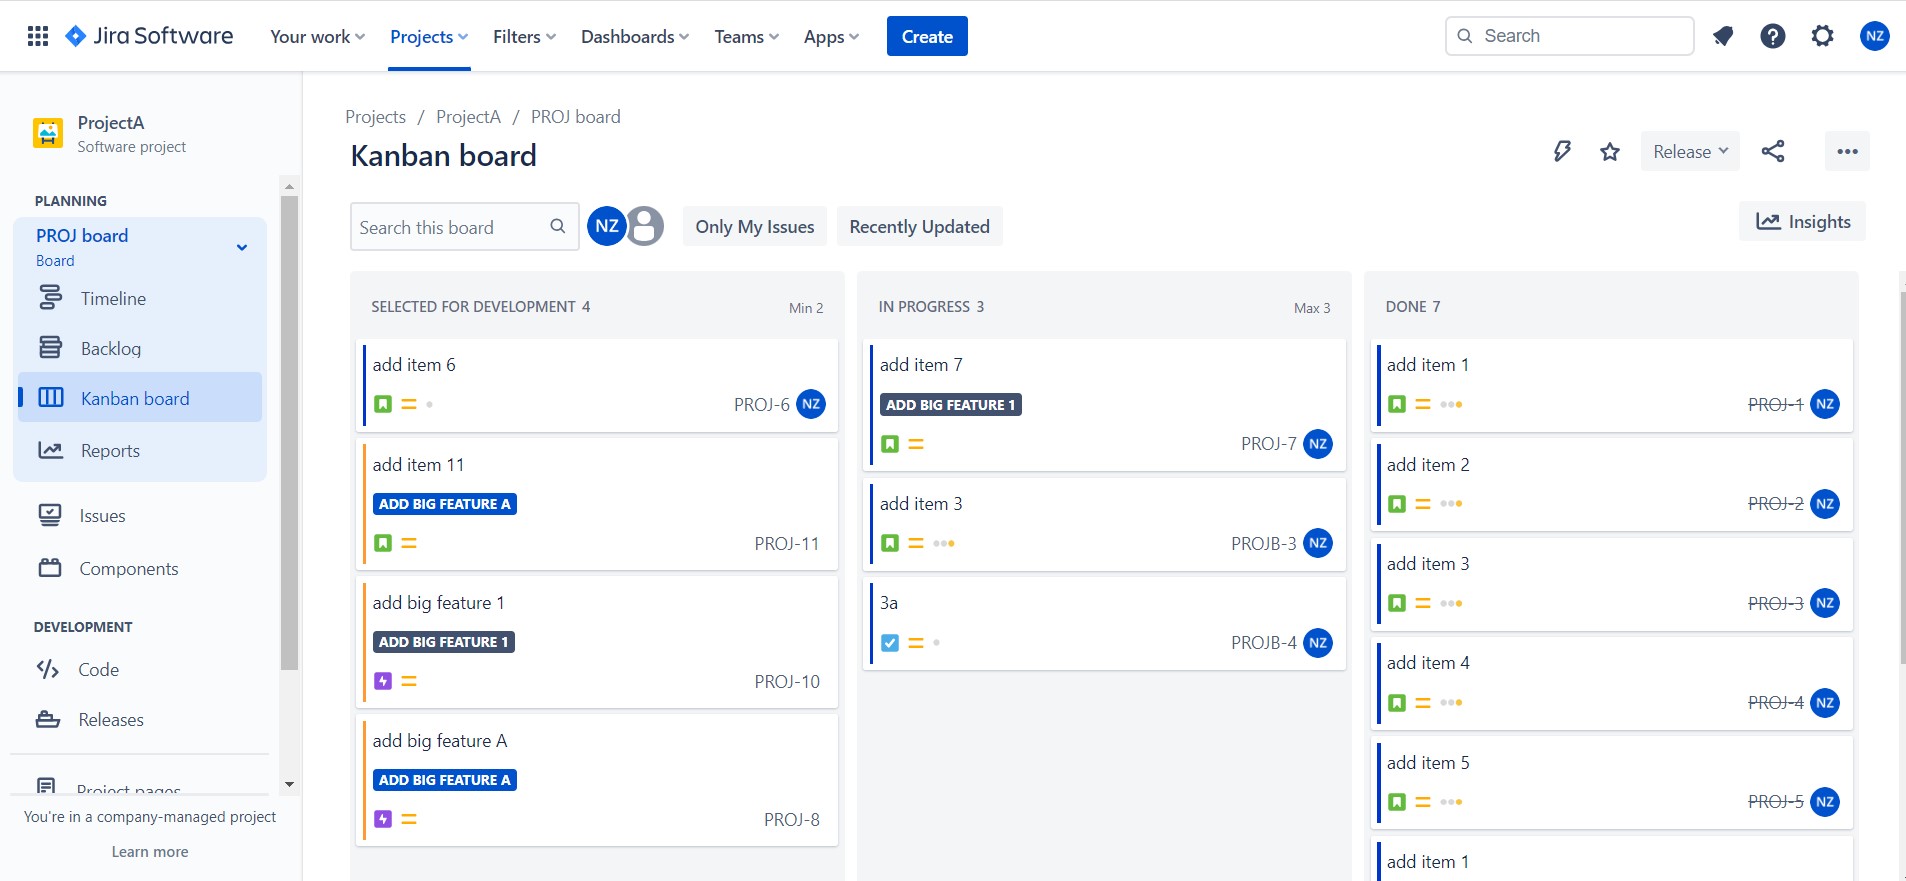 Jira Software
Your work
Projects
Filters
Dashboards
Teams
Apps
Create
Search
NZ
ProjectA
Software project
PLANNING
PROJ board
Board
Timeline
Backlog
Kanban board
Reports
Issues
Components
DEVELOPMENT
Code
Releases
Project pages
You're in a company-managed project
Learn more
Projects / ProjectA / PROJ board
Kanban board
Release
Search this board
NZ
Only My Issues
Recently Updated
Insights
SELECTED FOR DEVELOPMENT 4
Min 2
add item 6
PROJ-6 NZ
add item 11
ADD BIG FEATURE A
PROJ-11
add big feature 1
ADD BIG FEATURE 1
PROJ-10
add big feature A
ADD BIG FEATURE A
PROJ-8
IN PROGRESS 3
Max 3
add item 7
ADD BIG FEATURE 1
PROJ-7 NZ
add item 3
PROJB-3 NZ
3a
PROJB-4 NZ
DONE 7
add item 1
PROJ-1 NZ
add item 2
PROJ-2 NZ
add item 3
PROJ-3 NZ
add item 4
PROJ-4 NZ
add item 5
PROJ-5 NZ
add item 1